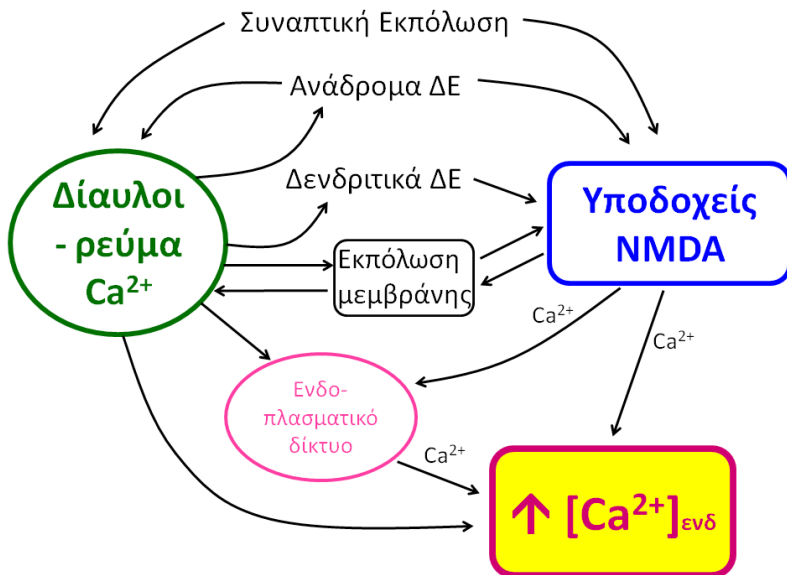 Συναπτική Εκπόλωση
Ανάδρομα ΔΕ
Δενδριτικά ΔΕ
Δίαυλοι
- ρεύμα
Ca²⁺
Υποδοχείς
NMDA
Εκπόλωση
μεμβράνης
Ca²⁺
Ca²⁺
Ενδο-
πλασματικό
δίκτυο
Ca²⁺
↑ [Ca²⁺]ενδ